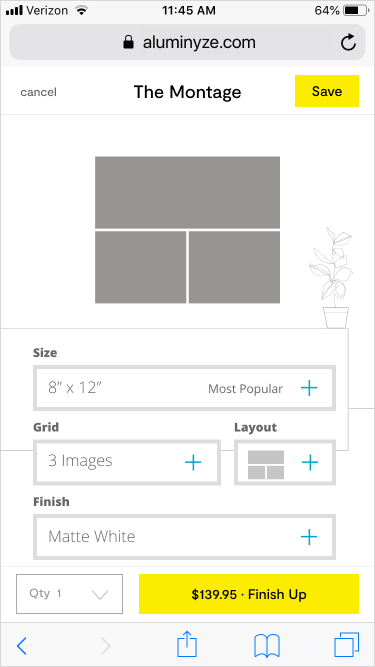 Verizon 11:45 AM 64%
aluminyze.com
cancel The Montage Save
Size
8” x 12” Most Popular
Grid Layout
3 Images
Finish
Matte White
Qty 1 $139.95 · Finish Up